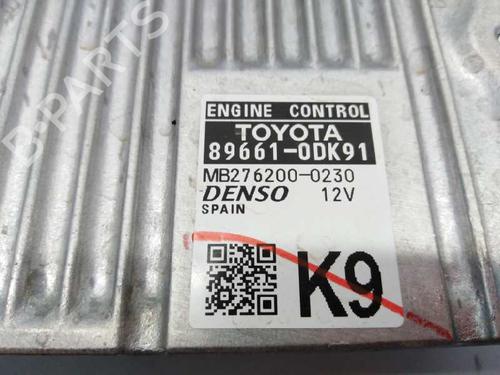 ENGINE CONTROL
TOYOTA
89661-0DK91
MB276200-0230
DENSO 12V
SPAIN
K9
B-PARTS